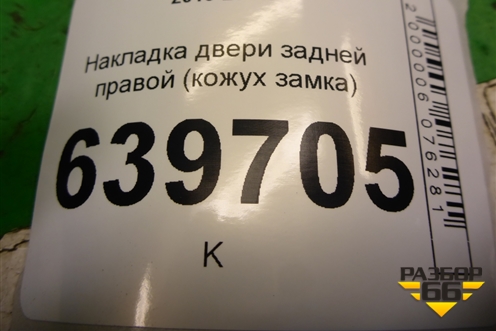 Накладка двери задней
правой (кожух замка)
639705
К
2000006076281
РАЗБОР
66